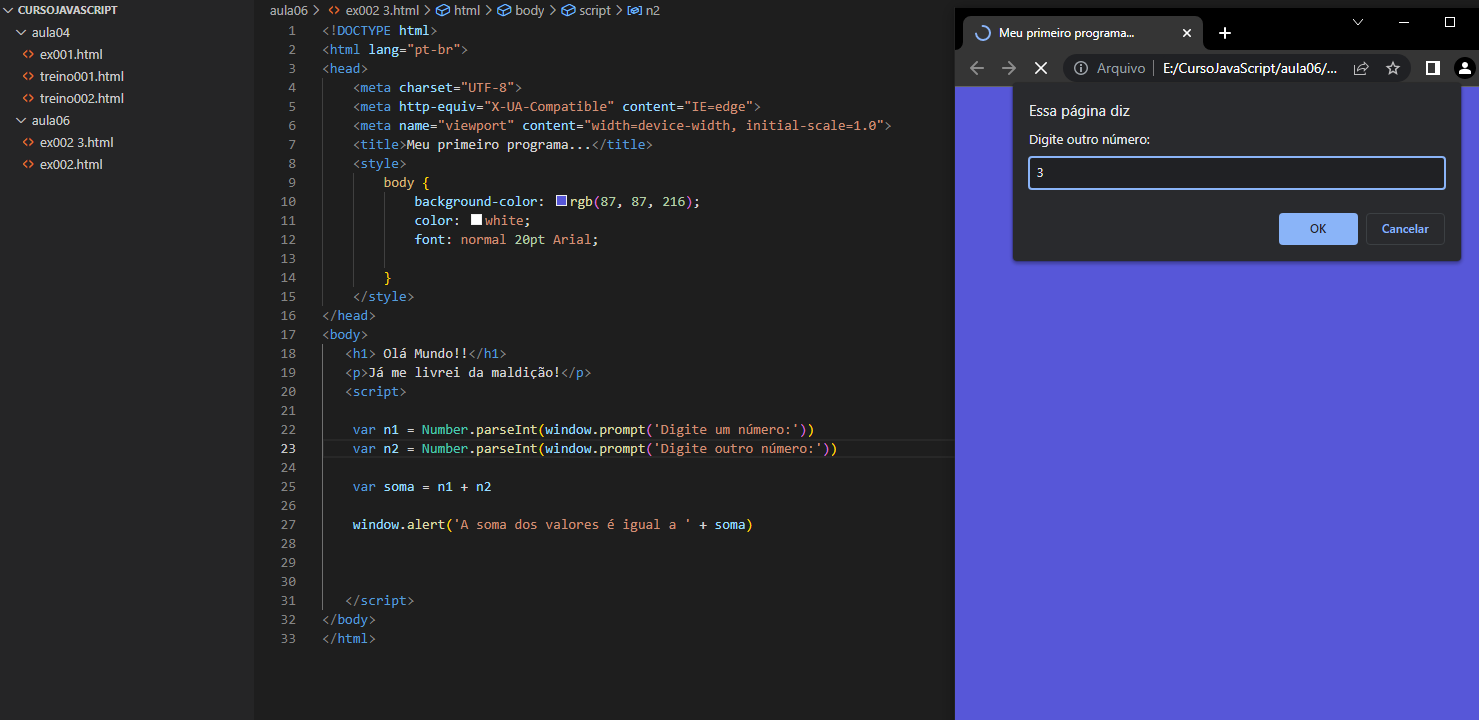 CURSOJAVASCRIPT
aula04
ex001.html
treino001.html
treino002.html
aula06
ex002 3.html
ex002.html
aula06 > ex002 3.html > html > body > script > n2
1 <!DOCTYPE html>
2 <html lang="pt-br">
3 <head>
4 <meta charset="UTF-8">
5 <meta http-equiv="X-UA-Compatible" content="IE=edge">
6 <meta name="viewport" content="width=device-width, initial-scale=1.0">
7 <title>Meu primeiro programa...</title>
8 <style>
9 body {
10 background-color: rgb(87, 87, 216);
11 color: white;
12 font: normal 20pt Arial;
13
14 }
15 </style>
16 </head>
17 <body>
18 <h1> Olá Mundo!!</h1>
19 <p>Já me livrei da maldição!</p>
20 <script>
21
22 var n1 = Number.parseInt(window.prompt('Digite um número:'))
23 var n2 = Number.parseInt(window.prompt('Digite outro número:'))
24
25 var soma = n1 + n2
26
27 window.alert('A soma dos valores é igual a ' + soma)
28
29
30
31 </script>
32 </body>
33 </html>
Meu primeiro programa...
Arquivo | E:/CursoJavaScript/aula06/...
Essa página diz
Digite outro número:
3
OK Cancelar